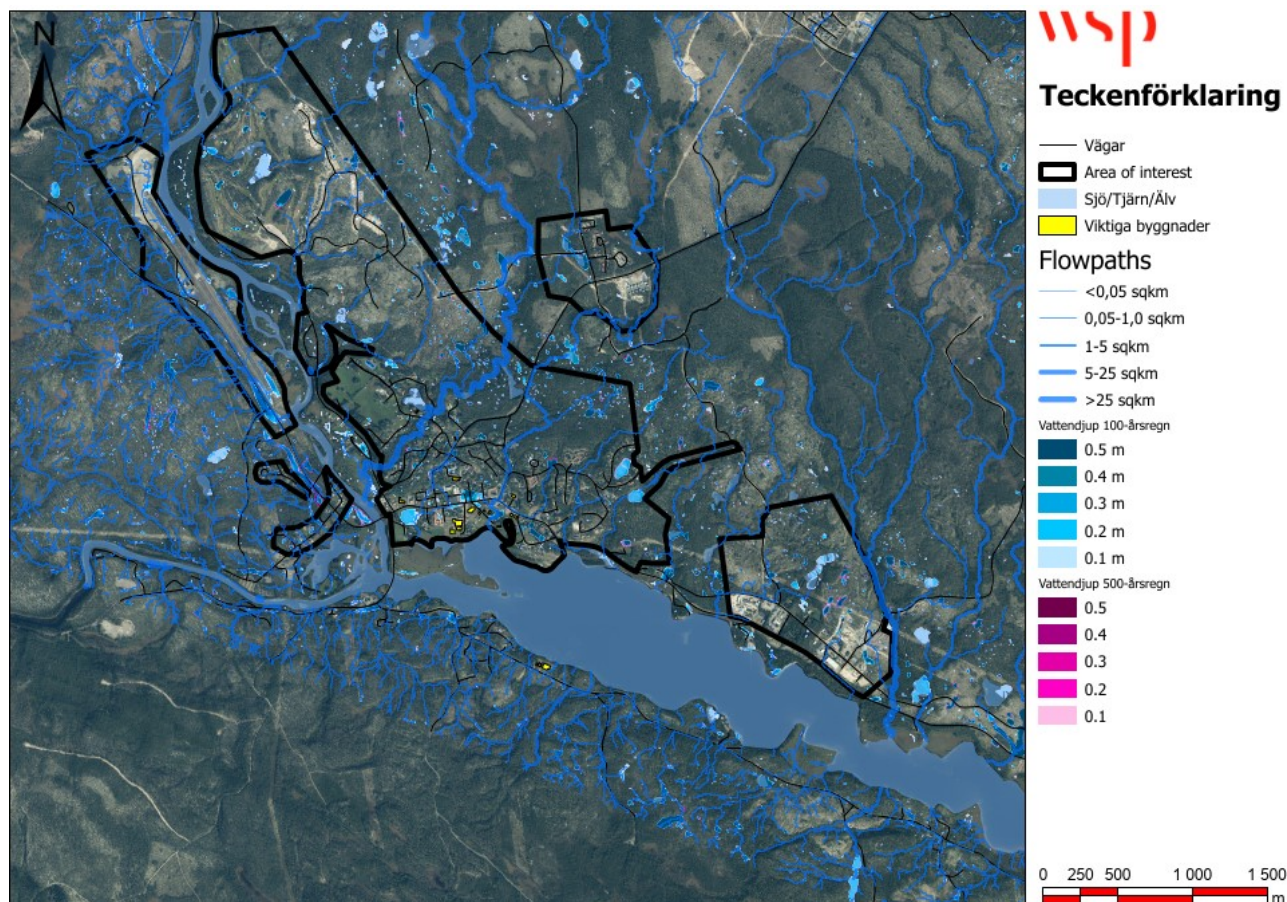 N
wsp
Teckenförklaring
Vägar
Area of interest
Sjö/Tjärn/Älv
Viktiga byggnader
Flowpaths
<0,05 sqkm
0,05-1,0 sqkm
1-5 sqkm
5-25 sqkm
>25 sqkm
Vattendjup 100-årsregn
0.5 m
0.4 m
0.3 m
0.2 m
0.1 m
Vattendjup 500-årsregn
0.5
0.4
0.3
0.2
0.1
0 250 500 1 000 1 500
m